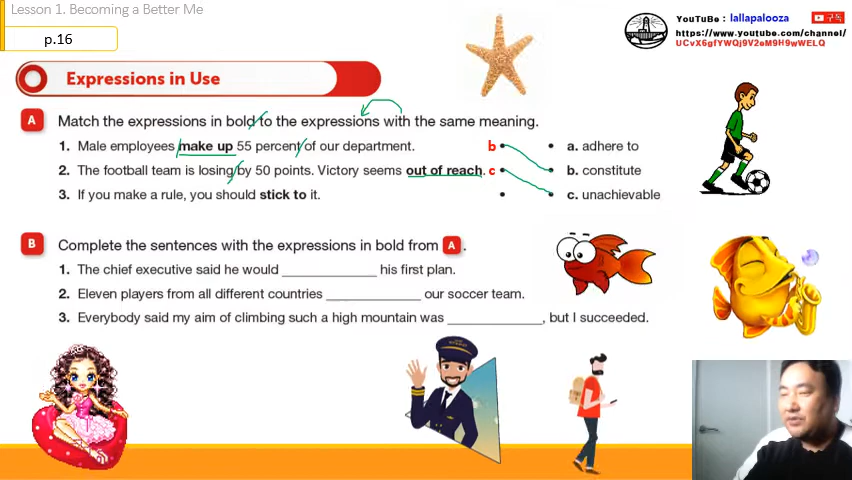 Lesson 1. Becoming a Better Me
p.16
YouTuBe : lallapalooza
구독
https://www.youtube.com/channel/
UCvX6gfYWQj9V2eM9H9wWELQ
Expressions in Use
A Match the expressions in bold to the expressions with the same meaning.
1. Male employees make up 55 percent of our department. b • • a. adhere to
2. The football team is losing by 50 points. Victory seems out of reach. c • • b. constitute
3. If you make a rule, you should stick to it. • • c. unachievable
B Complete the sentences with the expressions in bold from A.
1. The chief executive said he would ______________ his first plan.
2. Eleven players from all different countries ______________ our soccer team.
3. Everybody said my aim of climbing such a high mountain was ______________, but I succeeded.